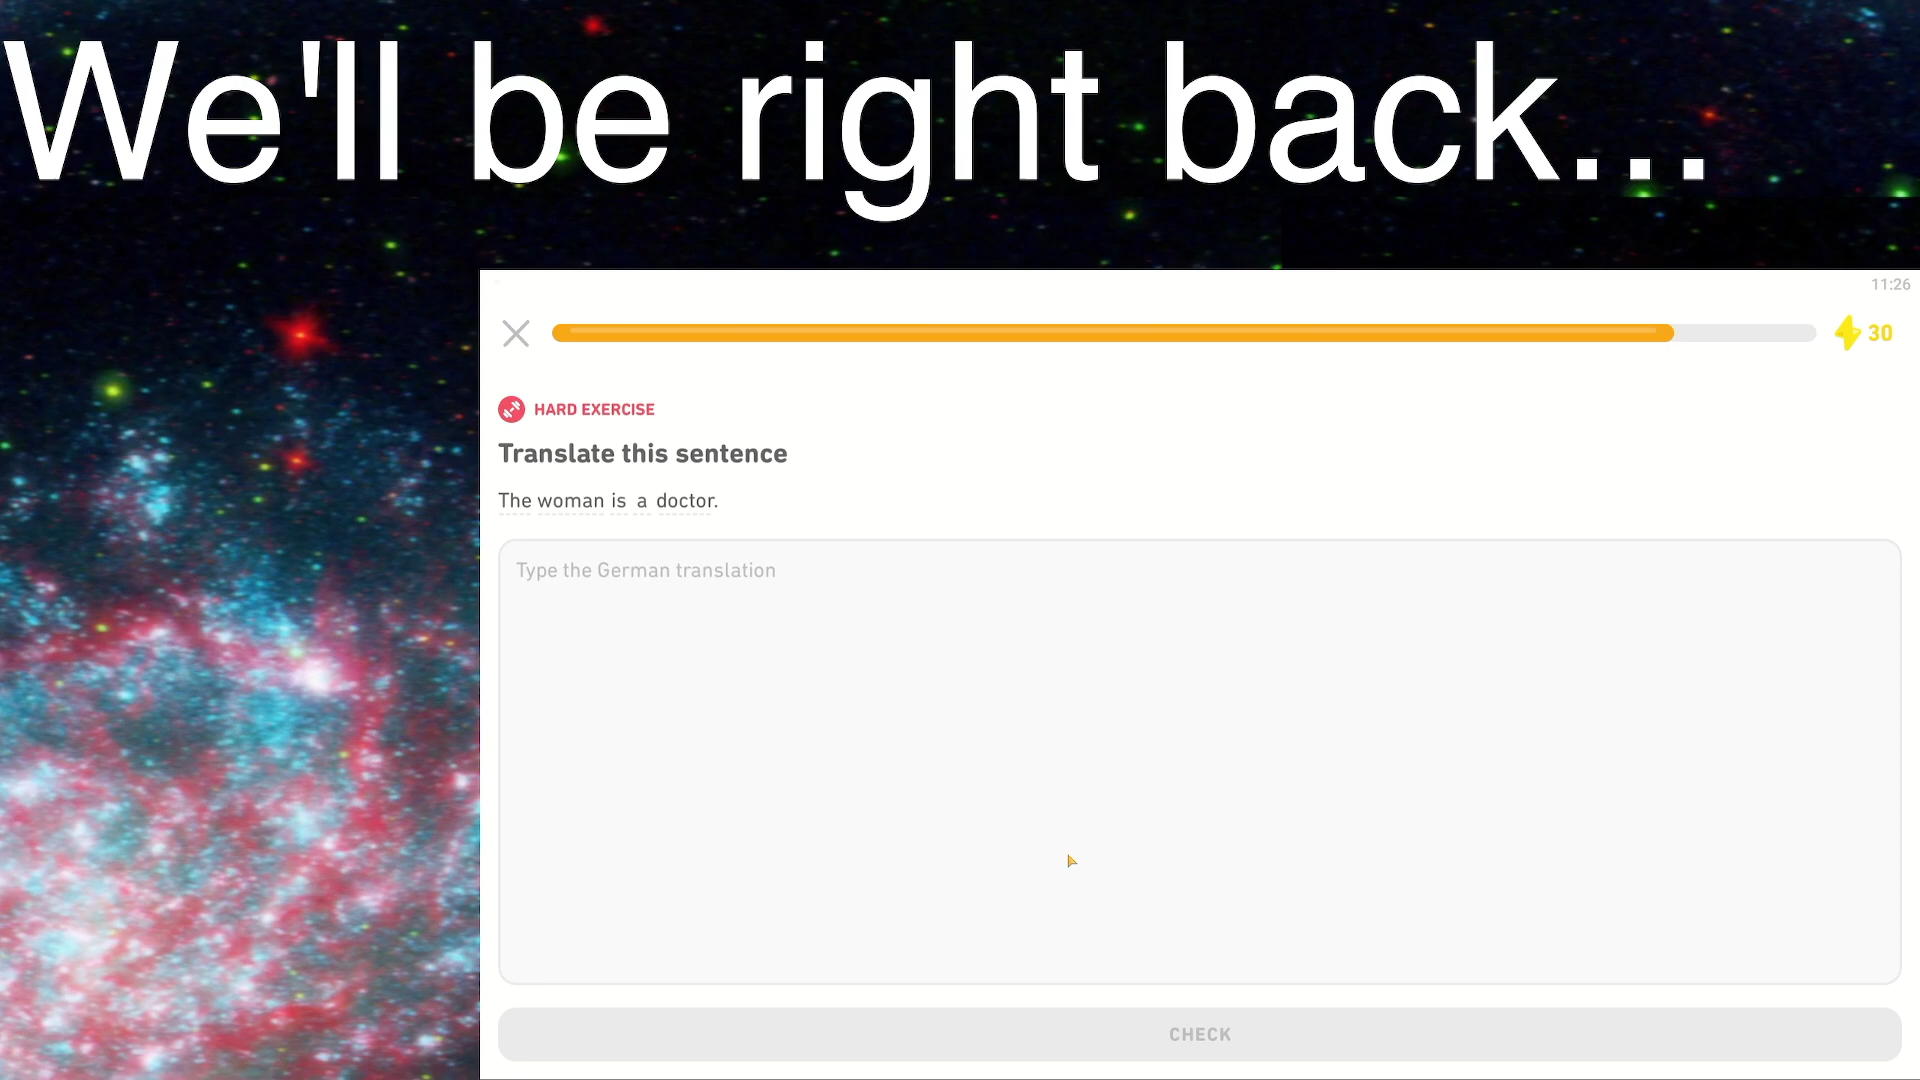 We'll be right back...
11:26
30
HARD EXERCISE
Translate this sentence
The woman is a doctor.
Type the German translation
CHECK